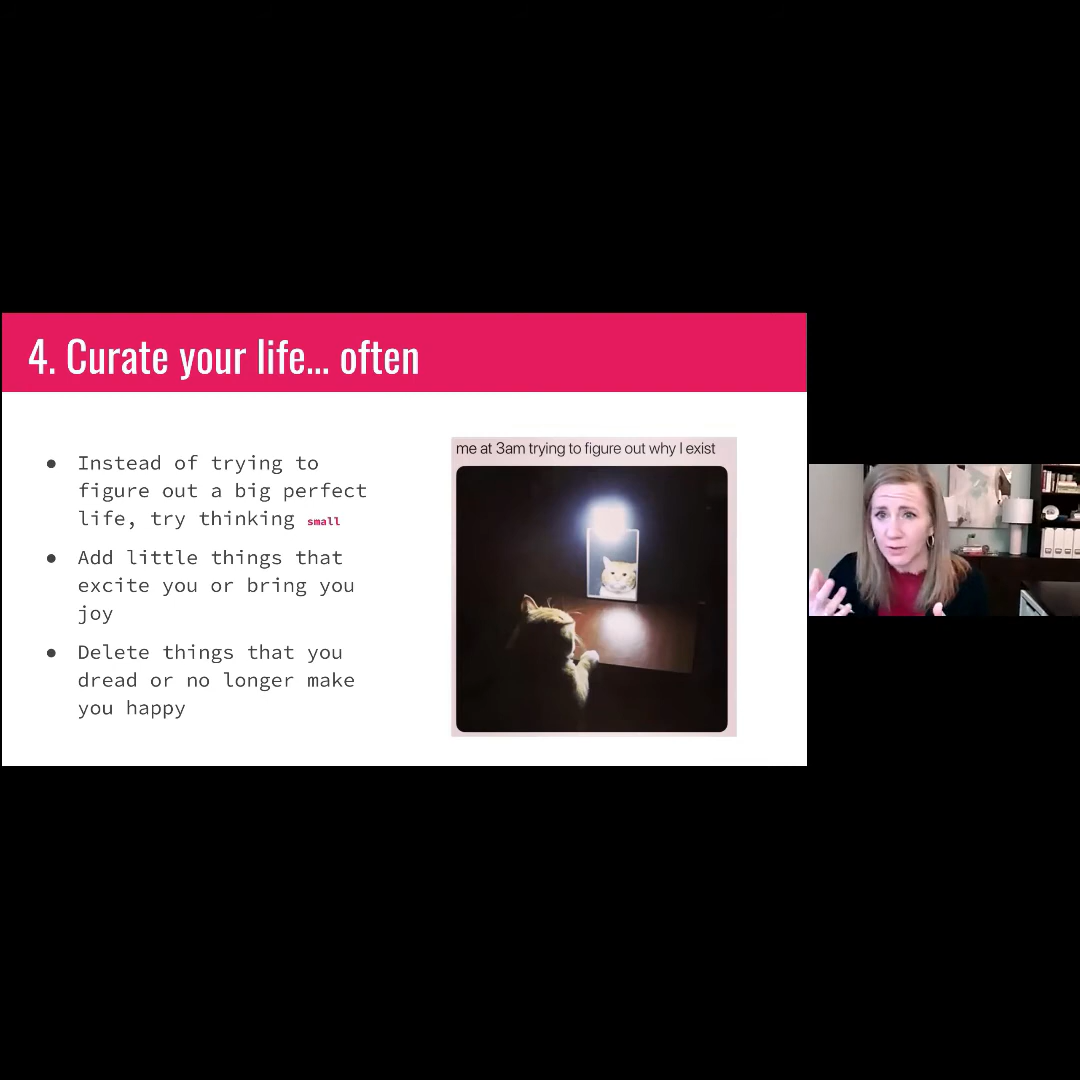 4. Curate your life... often
● Instead of trying to
figure out a big perfect
life, try thinking small
● Add little things that
excite you or bring you
joy
● Delete things that you
dread or no longer make
you happy
me at 3am trying to figure out why I exist